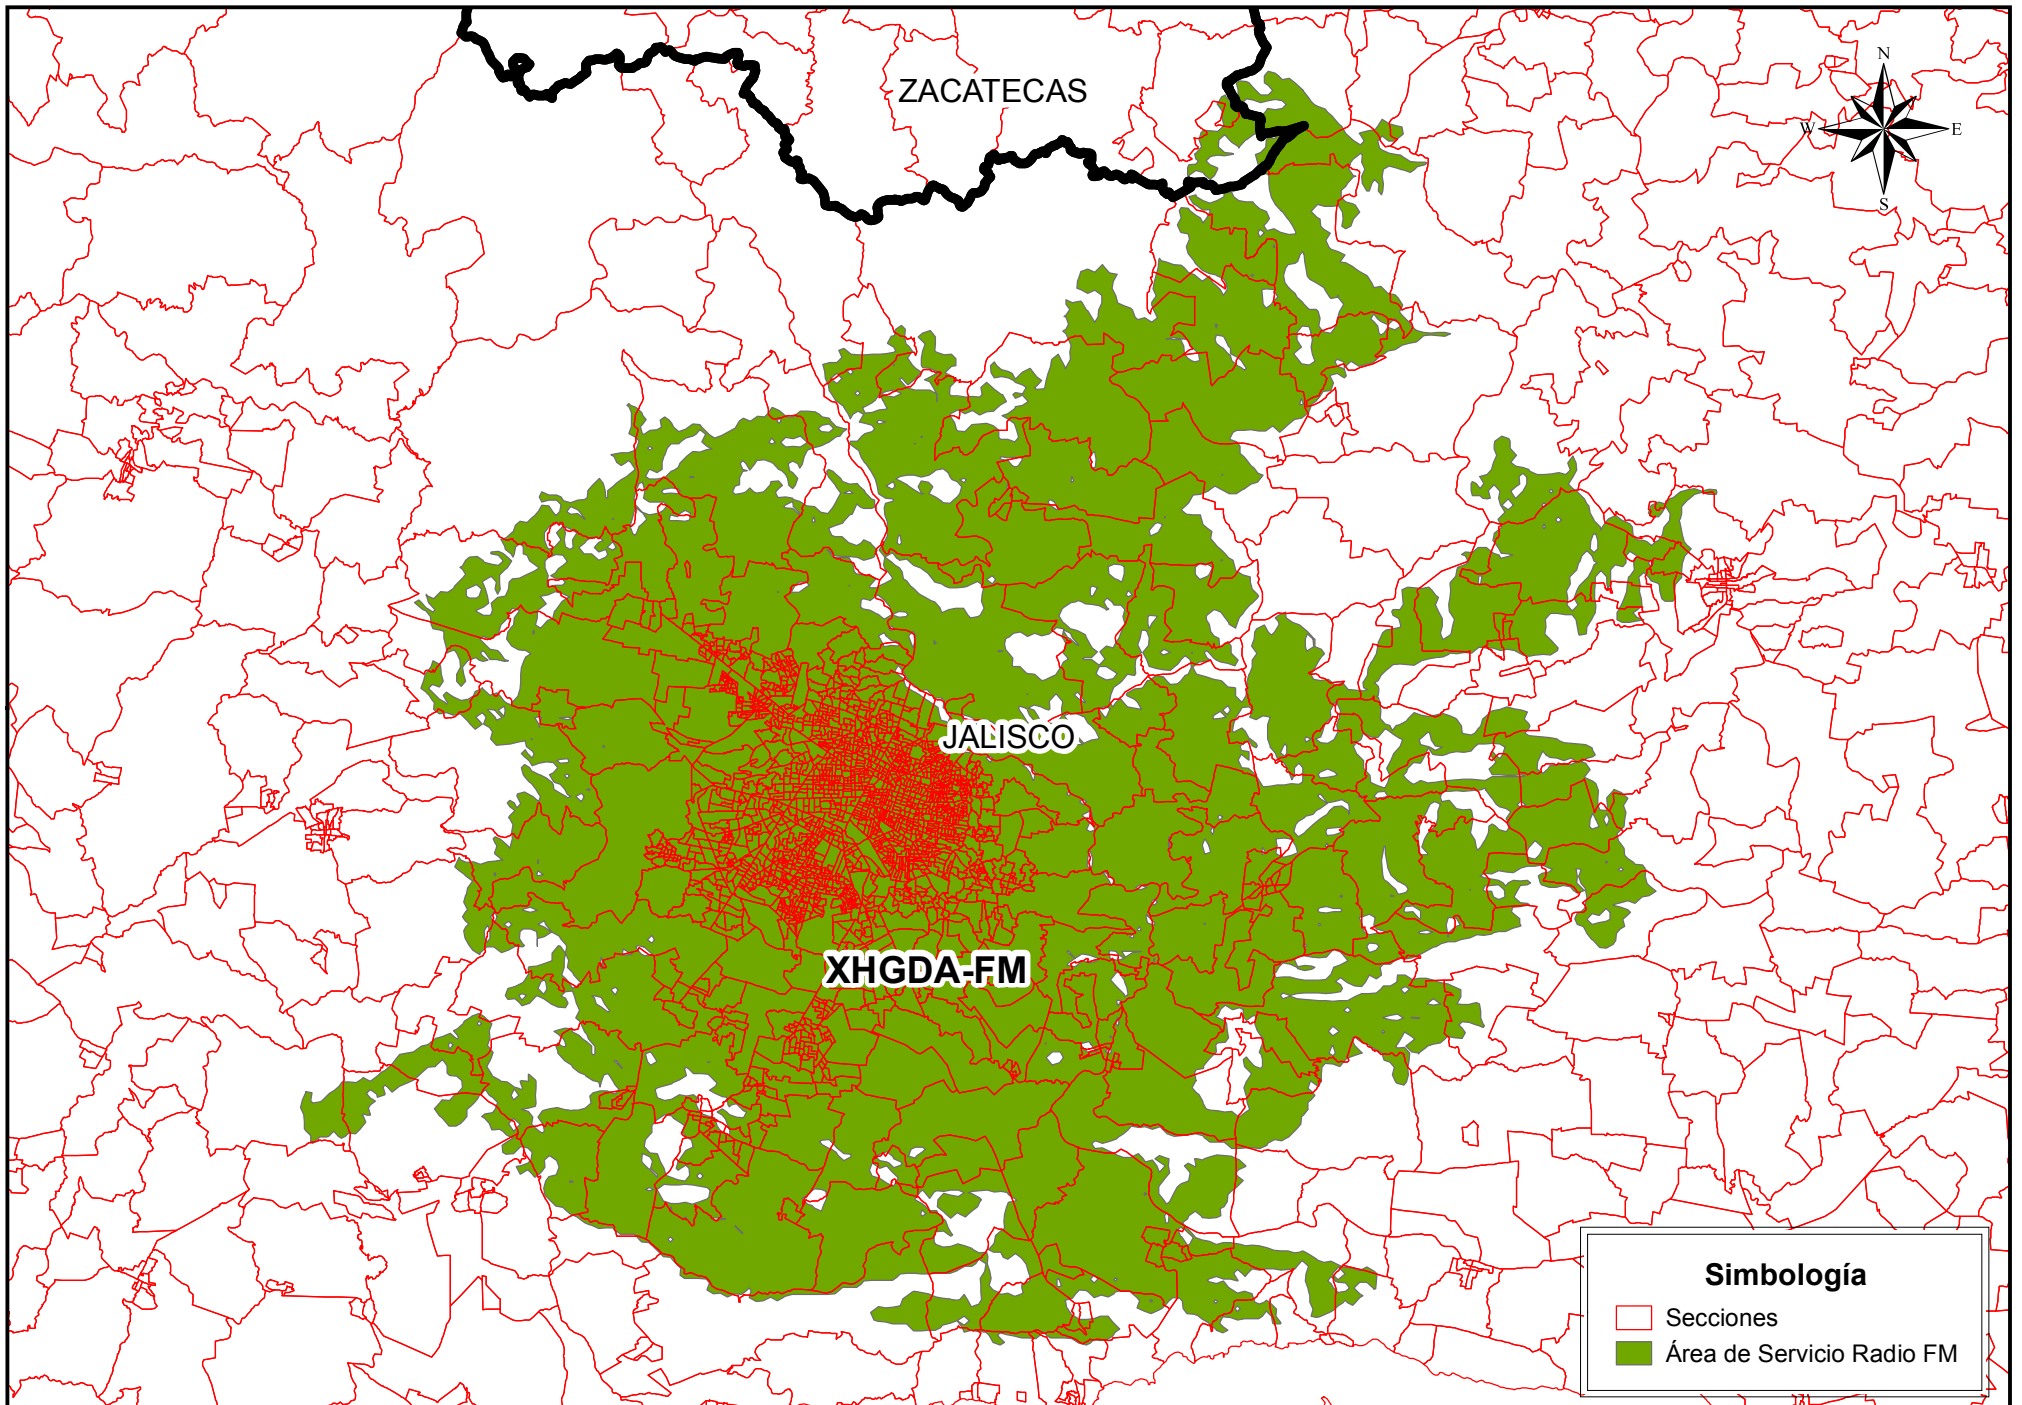 ZACATECAS
N
W E
S
JALISCO
XHGDA-FM
Simbología
Secciones
Área de Servicio Radio FM